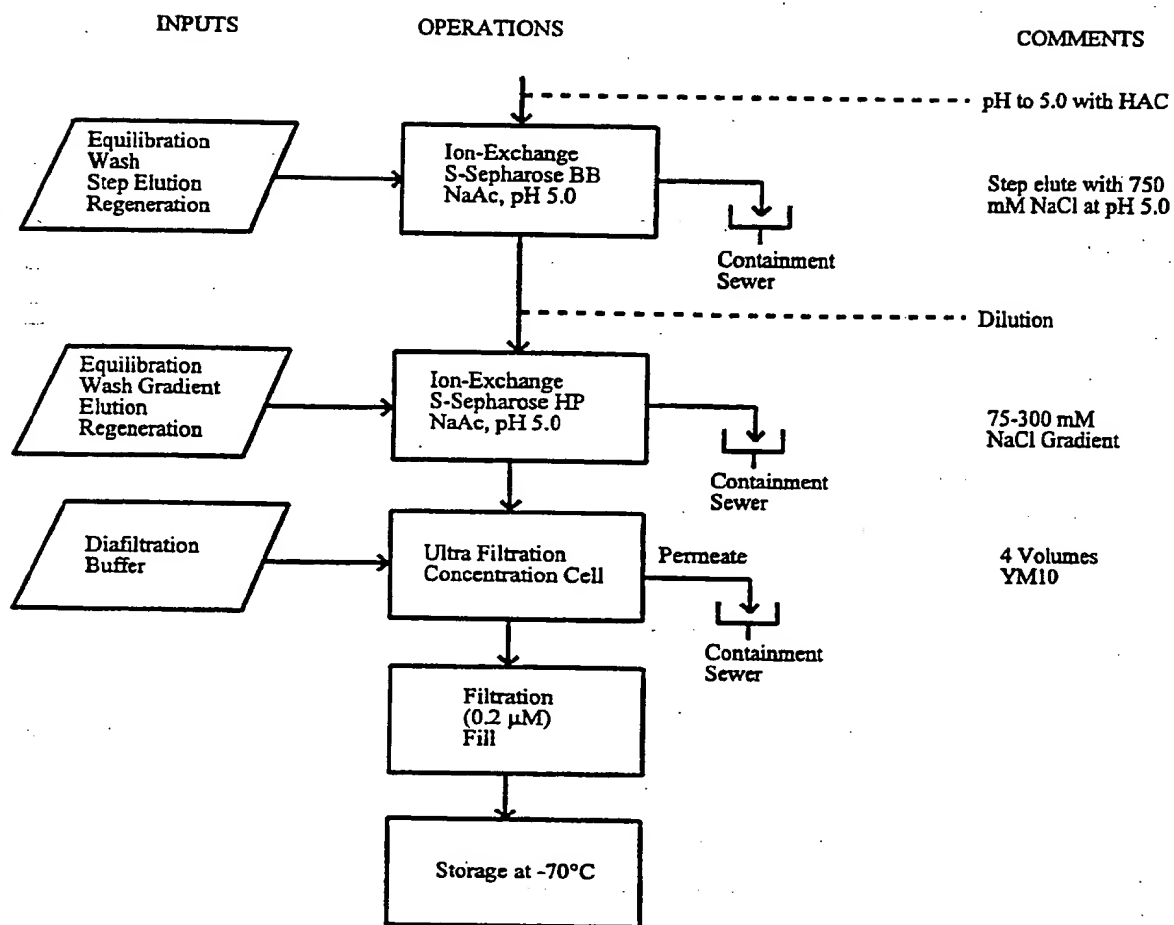 INPUTS
OPERATIONS
COMMENTS
pH to 5.0 with HAC
Equilibration
Wash
Step Elution
Regeneration
Ion-Exchange
S-Sepharose BB
NaAc, pH 5.0
Step elute with 750
mM NaCl at pH 5.0
Containment
Sewer
Dilution
Equilibration
Wash Gradient
Elution
Regeneration
Ion-Exchange
S-Sepharose HP
NaAc, pH 5.0
75-300 mM
NaCl Gradient
Containment
Sewer
Diafiltration
Buffer
Ultra Filtration
Concentration Cell
Permeate
4 Volumes
YM10
Containment
Sewer
Filtration
(0.2 μM)
Fill
Storage at -70°C